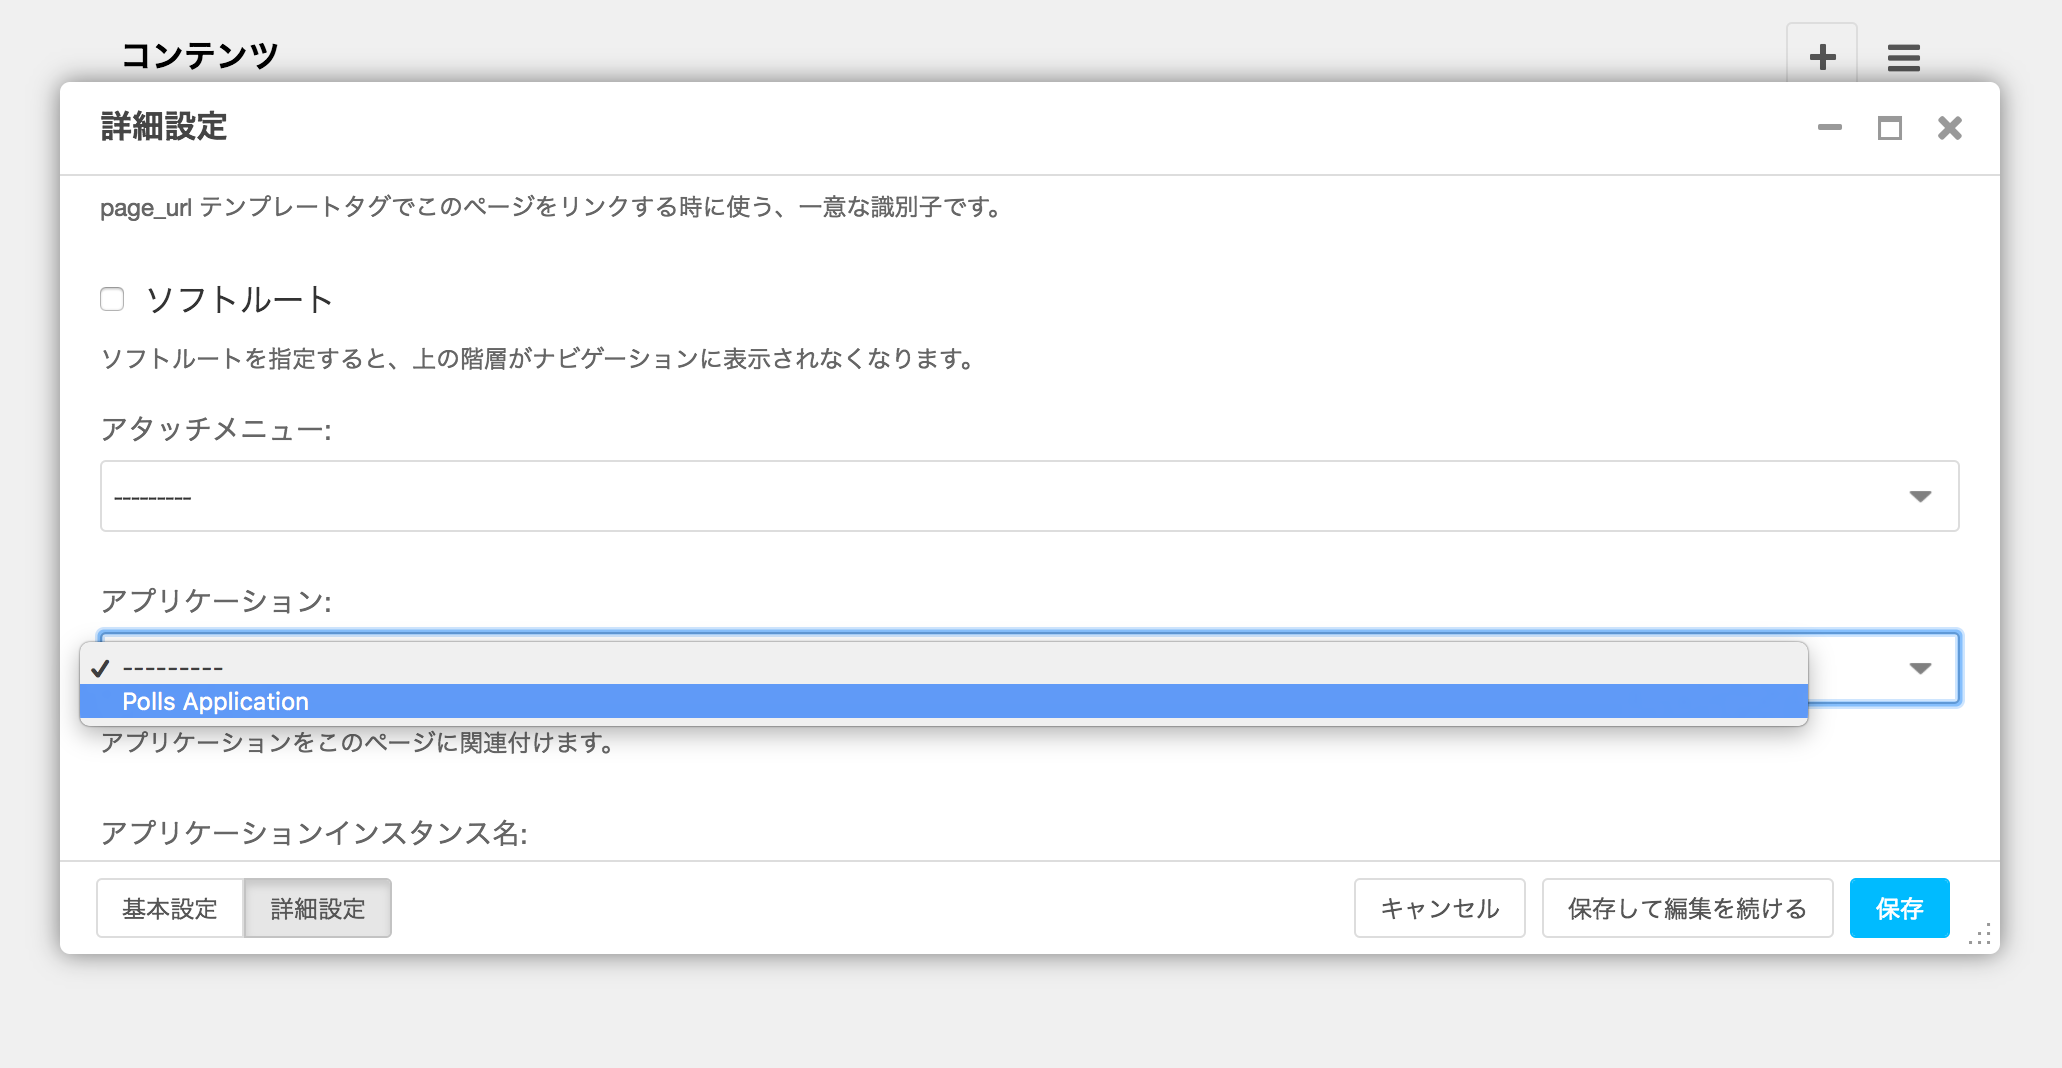 コンテンツ
詳細設定
page_url テンプレートタグでこのページをリンクする時に使う、一意な識別子です。
ソフトルート
ソフトルートを指定すると、上の階層がナビゲーションに表示されなくなります。
アタッチメニュー:
---------
アプリケーション:
---------
Polls Application
アプリケーションをこのページに関連付けます。
アプリケーションインスタンス名:
基本設定 詳細設定 キャンセル 保存して編集を続ける 保存